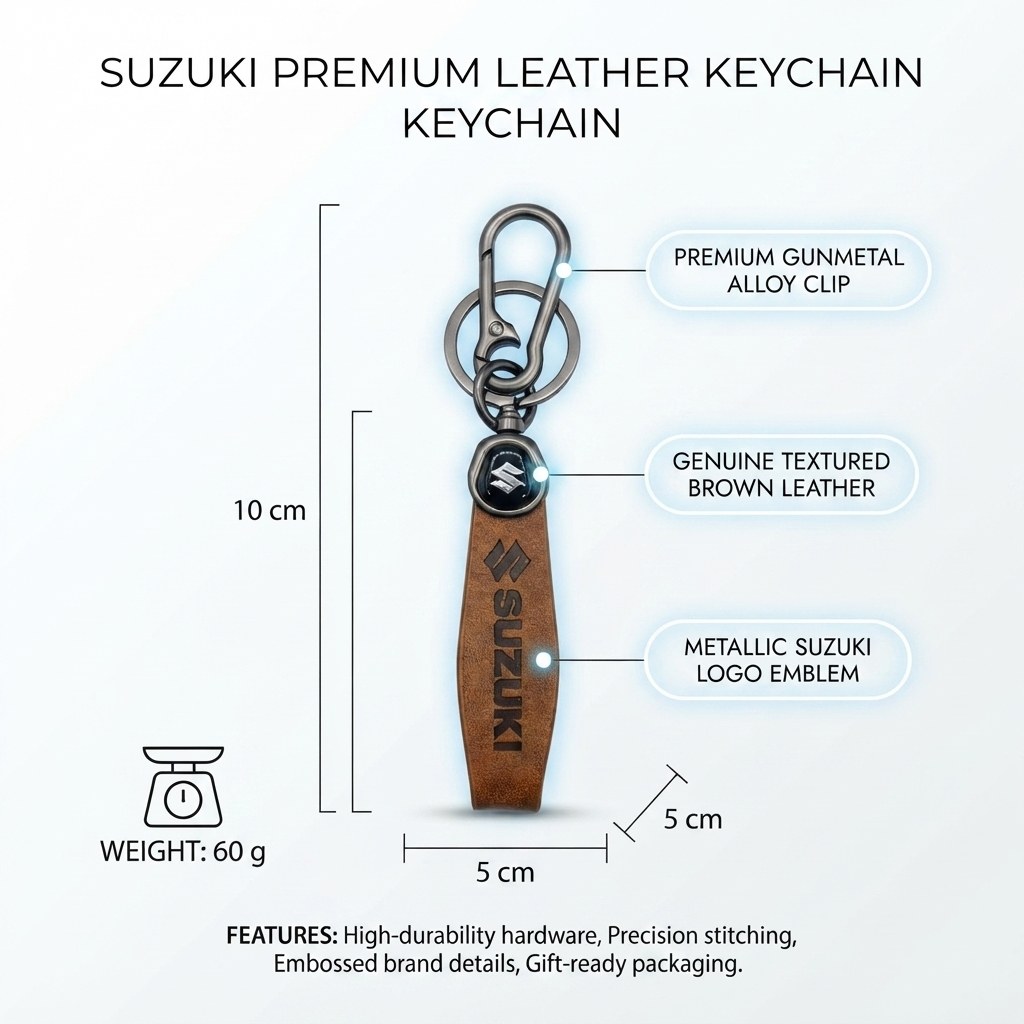 SUZUKI PREMIUM LEATHER KEYCHAIN
KEYCHAIN
PREMIUM GUNMETAL
ALLOY CLIP
GENUINE TEXTURED
BROWN LEATHER
10 cm
SUZUKI
METALLIC SUZUKI
LOGO EMBLEM
5 cm
WEIGHT: 60 g
5 cm
FEATURES: High-durability hardware, Precision stitching,
Embossed brand details, Gift-ready packaging.